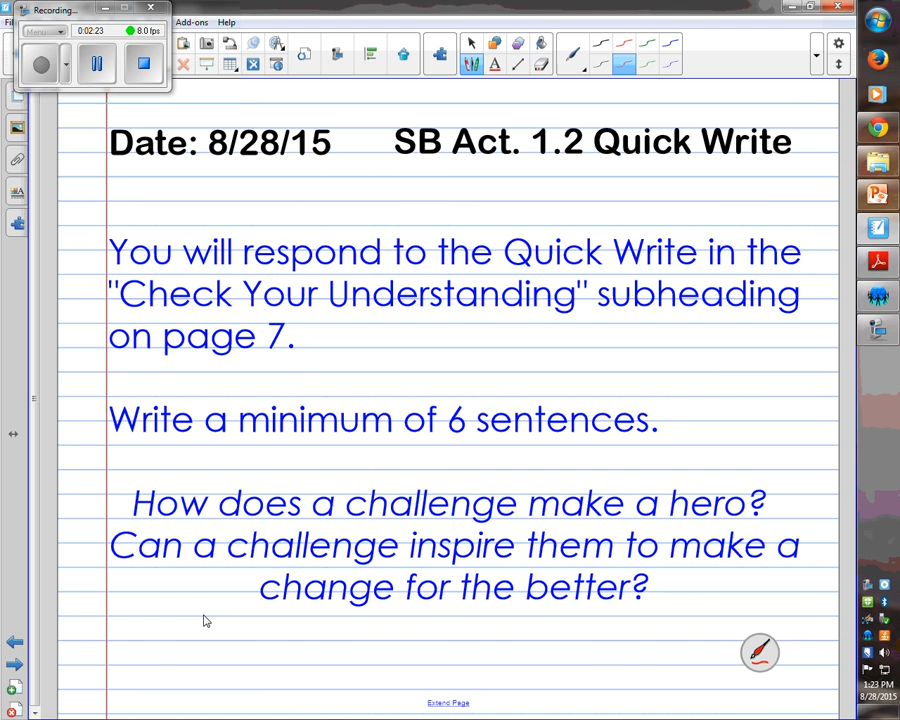 Recording...
Menu
0:02:23
8.0 fps
Add-ons Help
Date: 8/28/15 SB Act. 1.2 Quick Write
You will respond to the Quick Write in the
"Check Your Understanding" subheading
on page 7.
Write a minimum of 6 sentences.
How does a challenge make a hero?
Can a challenge inspire them to make a
change for the better?
Extend Page
1:23 PM
8/28/2015